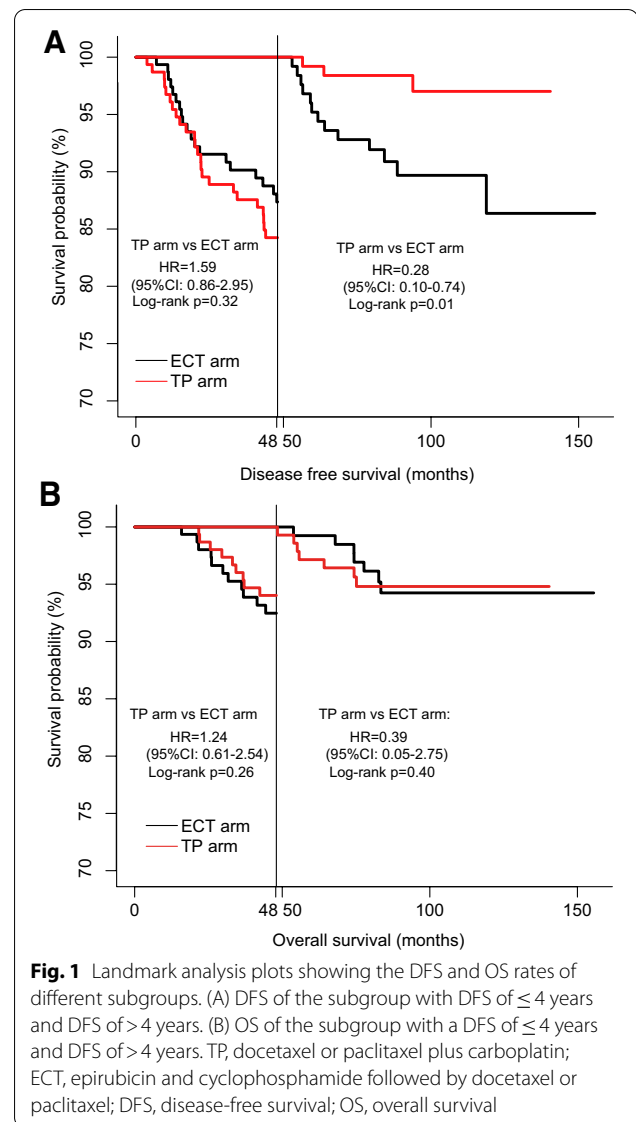 A
Survival probability (%)
100
95
90
85
80
75
70
TP arm vs ECT arm
HR=1.59
(95%CI: 0.86-2.95)
Log-rank p=0.32
TP arm vs ECT arm
HR=0.28
(95%CI: 0.10-0.74)
Log-rank p=0.01
ECT arm
TP arm
0 48 50 100 150
Disease free survival (months)
B
Survival probability (%)
100
95
90
85
80
75
70
TP arm vs ECT arm
HR=1.24
(95%CI: 0.61-2.54)
Log-rank p=0.26
TP arm vs ECT arm:
HR=0.39
(95%CI: 0.05-2.75)
Log-rank p=0.40
ECT arm
TP arm
0 48 50 100 150
Overall survival (months)
Fig. 1 Landmark analysis plots showing the DFS and OS rates of
different subgroups. (A) DFS of the subgroup with DFS of ≤ 4 years
and DFS of > 4 years. (B) OS of the subgroup with a DFS of ≤ 4 years
and DFS of > 4 years. TP, docetaxel or paclitaxel plus carboplatin;
ECT, epirubicin and cyclophosphamide followed by docetaxel or
paclitaxel; DFS, disease-free survival; OS, overall survival